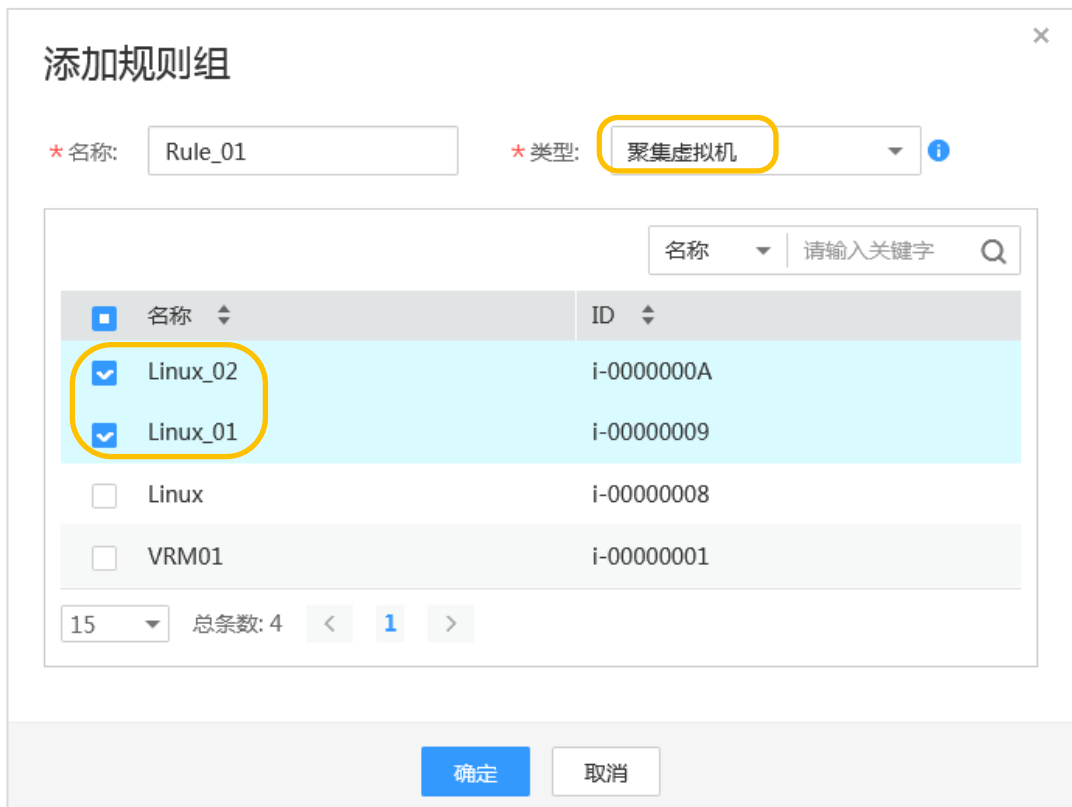 ×
添加规则组
*名称: Rule_01 *类型: 聚集虚拟机
名称 请输入关键字
名称 ID
Linux_02 i-0000000A
Linux_01 i-00000009
Linux i-00000008
VRM01 i-00000001
15 总条数: 4 < 1 >
确定 取消